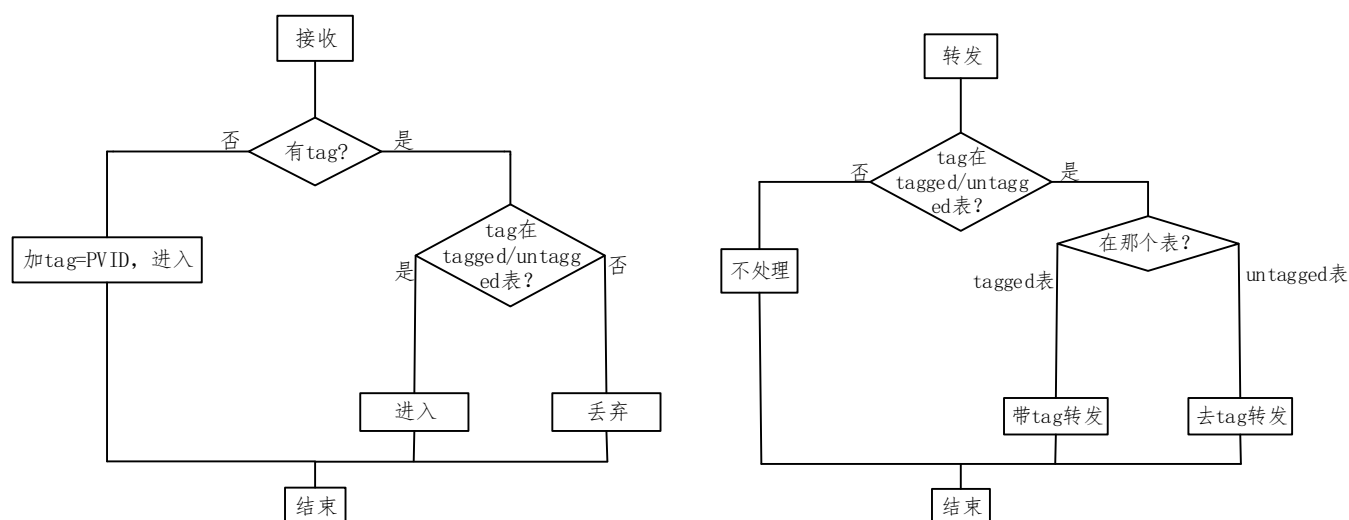 接收
有tag?
否
是
加tag=PVID，进入
tag在
tagged/untagg
ed表？
是
否
进入
丢弃
结束
转发
tag在
tagged/untagg
ed表？
否
是
不处理
在那个表？
tagged表
untagged表
带tag转发
去tag转发
结束